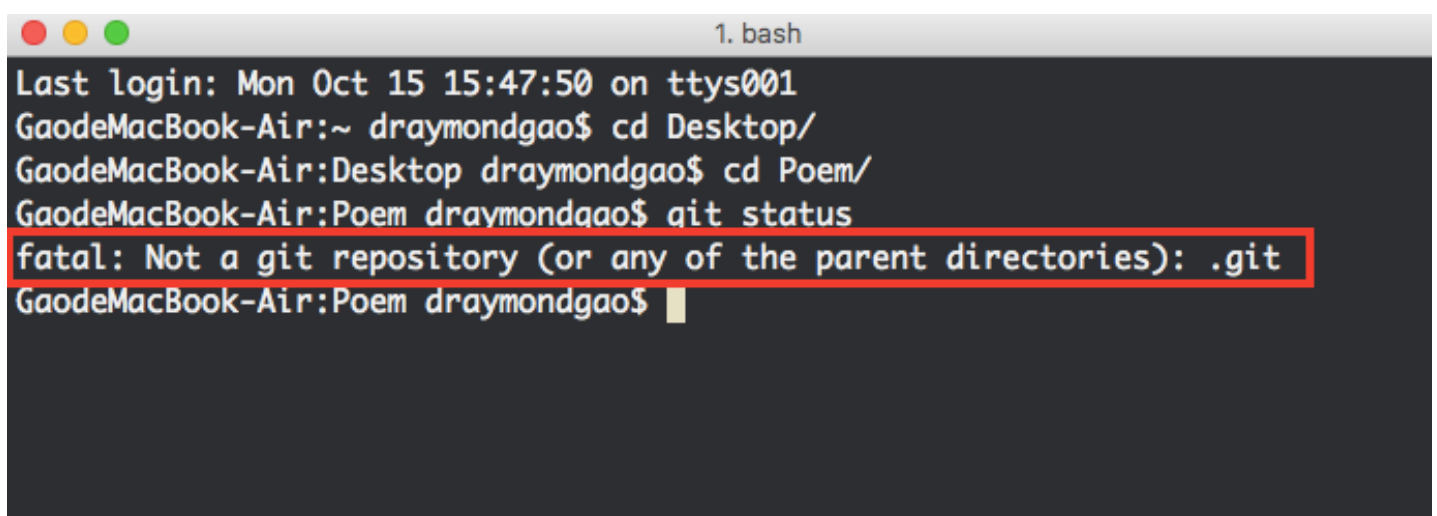 1. bash
Last login: Mon Oct 15 15:47:50 on ttys001
GaodeMacBook-Air:~ draymondgao$ cd Desktop/
GaodeMacBook-Air:Desktop draymondgao$ cd Poem/
GaodeMacBook-Air:Poem draymondgao$ git status
fatal: Not a git repository (or any of the parent directories): .git
GaodeMacBook-Air:Poem draymondgao$